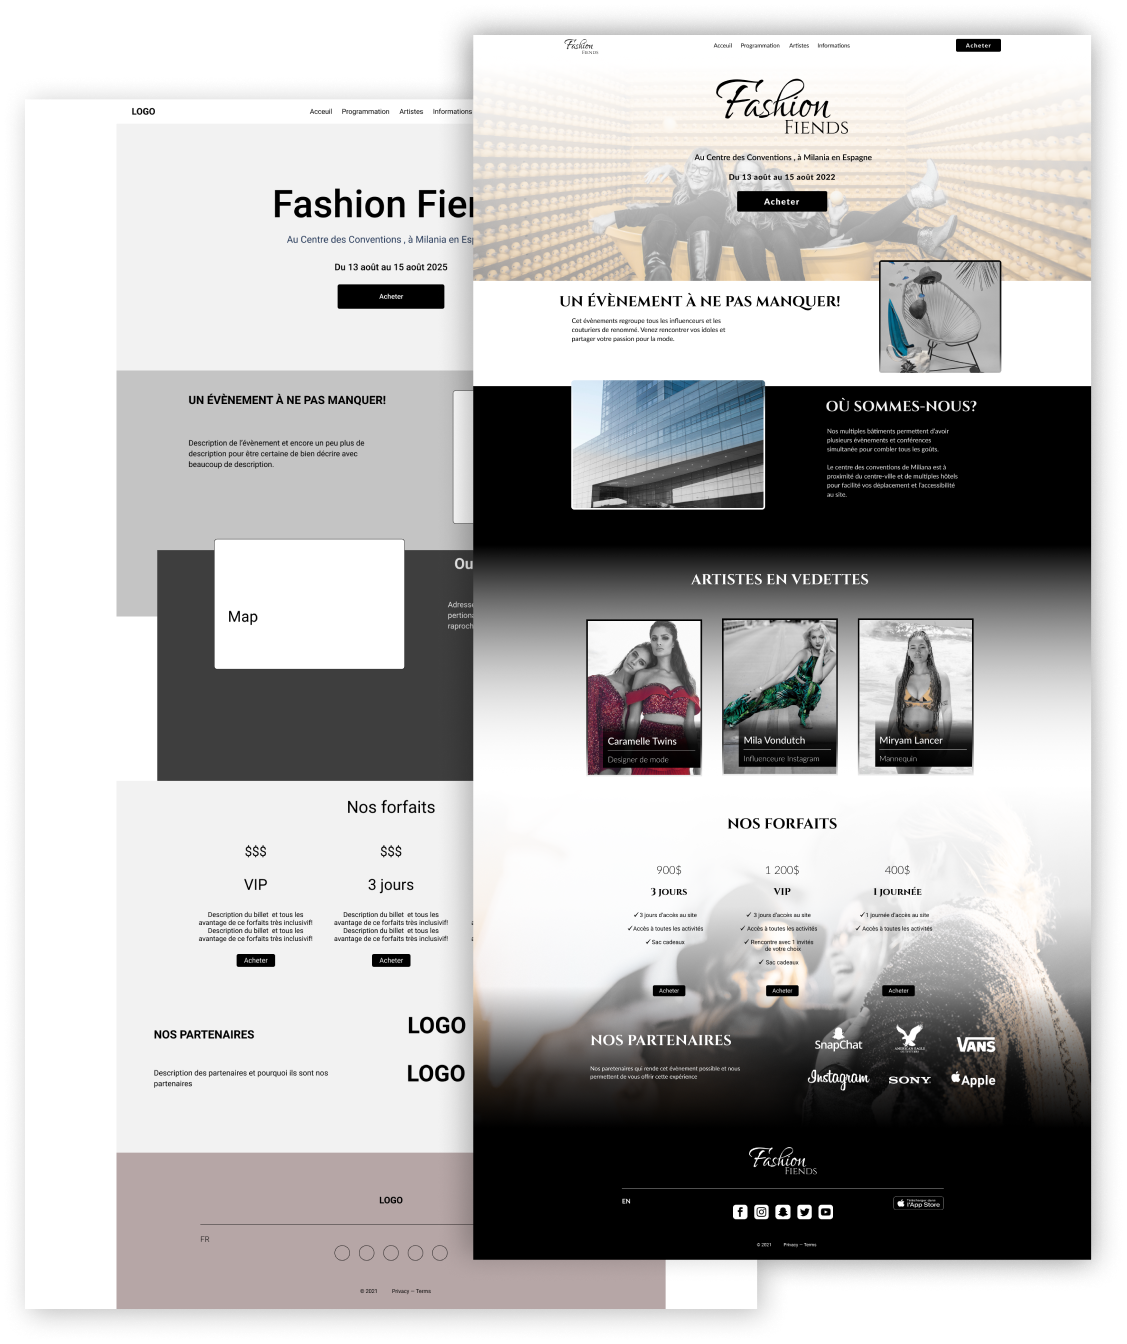 LOGO
Acceuil Programmation Artistes Informations
Fashion Fie
Au Centre des Conventions , à Milania en Esp
Du 13 août au 15 août 2025
Acheter
UN ÉVÈNEMENT À NE PAS MANQUER!
Description de l'évènement et encore un peu plus de
description pour être certaine de bien décrire avec
beaucoup de description.
Ou
Adress
pertion
raproch
Map
Nos forfaits
$$$ $$$
VIP 3 jours
Description du billet et tous les
avantage de ce forfaits très inclusivif!
Description du billet et tous les
avantage de ce forfaits très inclusivif!
Description du billet et tous les
avantage de ce forfaits très inclusivif!
Description du billet et tous les
avantage de ce forfaits très inclusivif!
Acheter Acheter
NOS PARTENAIRES
Description des partenaires et pourquoi ils sont nos
partenaires
LOGO
LOGO
LOGO
FR
© 2021 Privacy – Terms
Fashion
FIENDS
Acceuil Programmation Artistes Informations
Acheter
Fashion
FIENDS
Au Centre des Conventions , à Milania en Espagne
Du 13 août au 15 août 2022
Acheter
UN ÉVÈNEMENT À NE PAS MANQUER!
Cet évènements regroupe tous les influenceurs et les
couturiers de renommé. Venez rencontrer vos idoles et
partager votre passion pour la mode.
OÙ SOMMES-NOUS?
Nos multiples bâtiments permettent d'avoir
plusieurs évènements et conférences
simultanée pour combler tous les goûts.
Le centre des conventions de Millana est à
proximité du centre-ville et de multiples hôtels
pour facilité vos déplacement et l'accessibilité
au site.
ARTISTES EN VEDETTES
Caramelle Twins
Designer de mode
Mila Vondutch
Influenceure Instagram
Miryam Lancer
Mannequin
NOS FORFAITS
900$
3 JOURS
✓ 3 jours d'accès au site
✓ Accès à toutes les activités
✓ Sac cadeaux
Acheter
1 200$
VIP
✓ 3 jours d'accès au site
✓ Accès à toutes les activités
✓ Rencontre avec 1 invités
de votre choix
✓ Sac cadeaux
Acheter
400$
1 JOURNÉE
✓ 1 journée d'accès au site
✓ Accès à toutes les activités
Acheter
NOS PARTENAIRES
Nos paretenaires qui rende cet évènement possible et nous
permettent de vous offrir cette expérience
SnapChat
AMERICAN EAGLE
VANS
Instagram
SONY
Apple
Fashion
FIENDS
EN
Télécharger dans
l'App Store
© 2021 Privacy – Terms